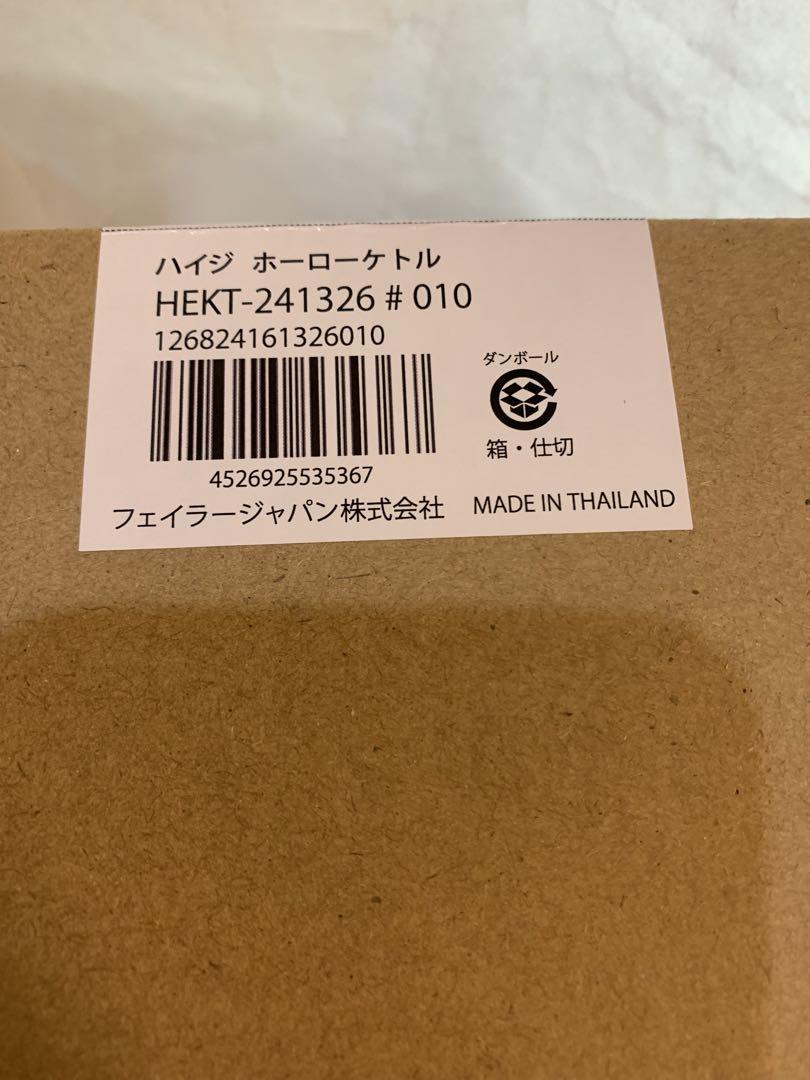 ハイジ ホーローケトル
HEKT-241326 # 010
126824161326010
ダンボール
箱・仕切
4526925535367
フェイラージャパン株式会社 MADE IN THAILAND